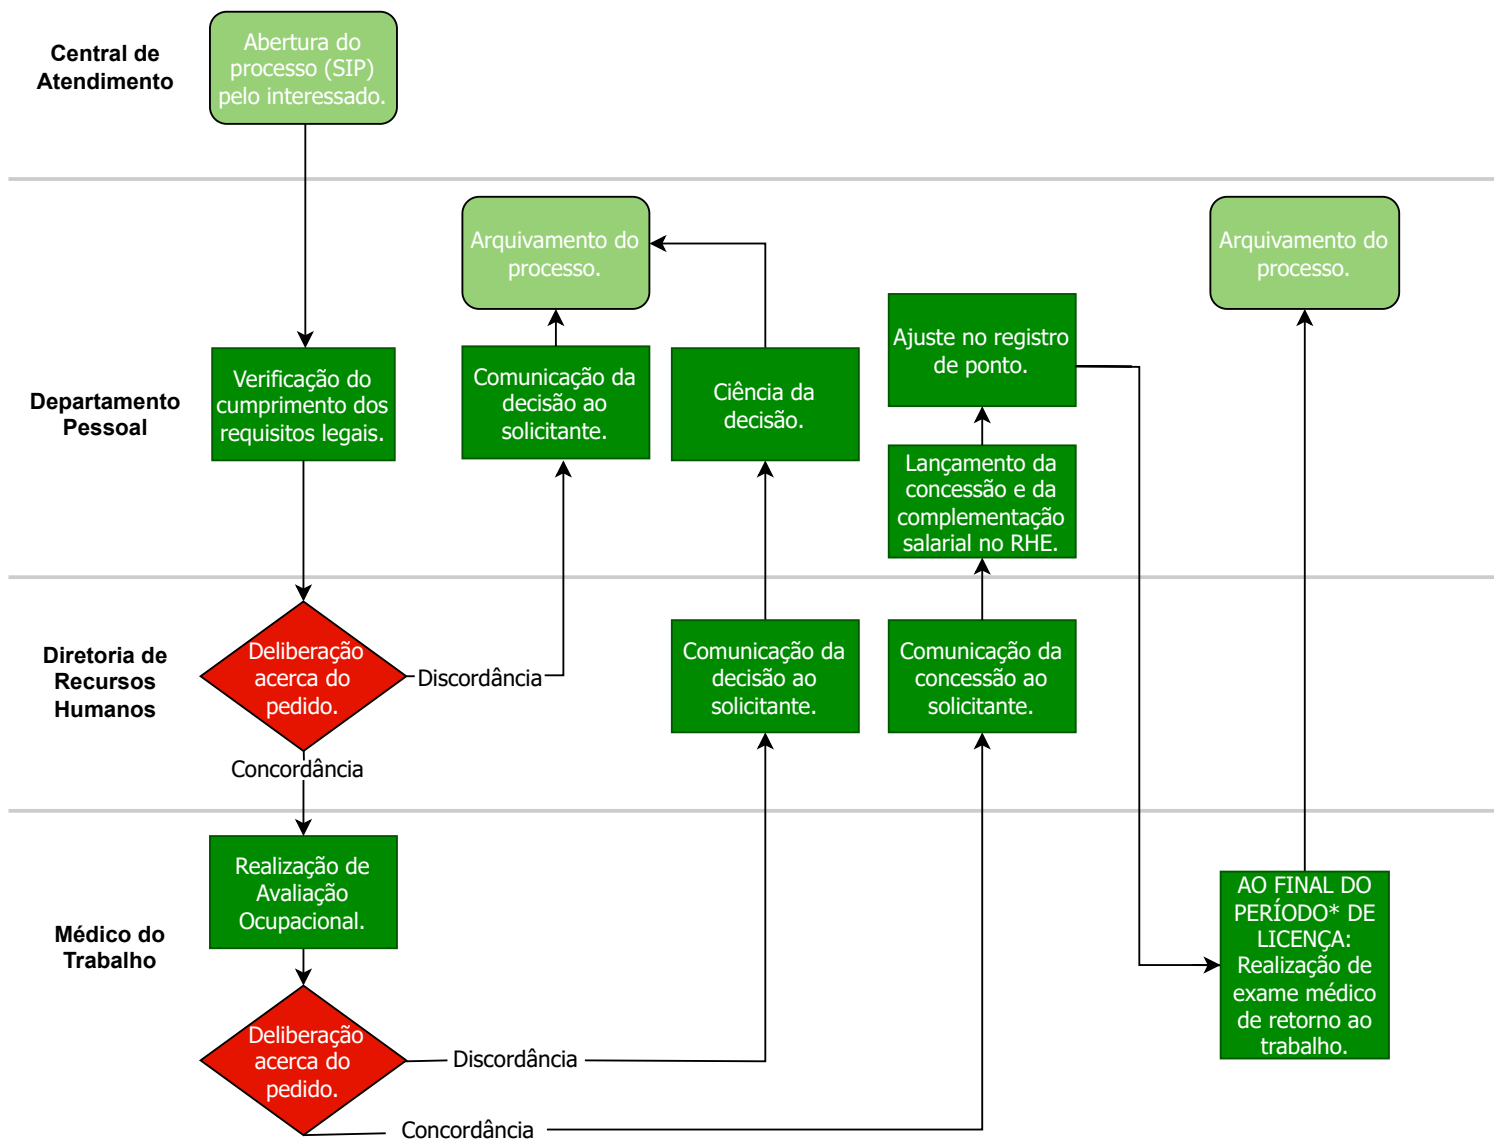 Central de
Atendimento
Abertura do
processo (SIP)
pelo interessado.
Departamento
Pessoal
Verificação do
cumprimento dos
requisitos legais.
Arquivamento do
processo.
Comunicação da
decisão ao
solicitante.
Ciência da
decisão.
Ajuste no registro
de ponto.
Lançamento da
concessão e da
complementação
salarial no RHE.
Arquivamento do
processo.
Diretoria de
Recursos
Humanos
Deliberação
acerca do
pedido.
Discordância
Concordância
Comunicação da
decisão ao
solicitante.
Comunicação da
concessão ao
solicitante.
Médico do
Trabalho
Realização de
Avaliação
Ocupacional.
Deliberação
acerca do
pedido.
Discordância
Concordância
AO FINAL DO
PERÍODO* DE
LICENÇA:
Realização de
exame médico
de retorno ao
trabalho.